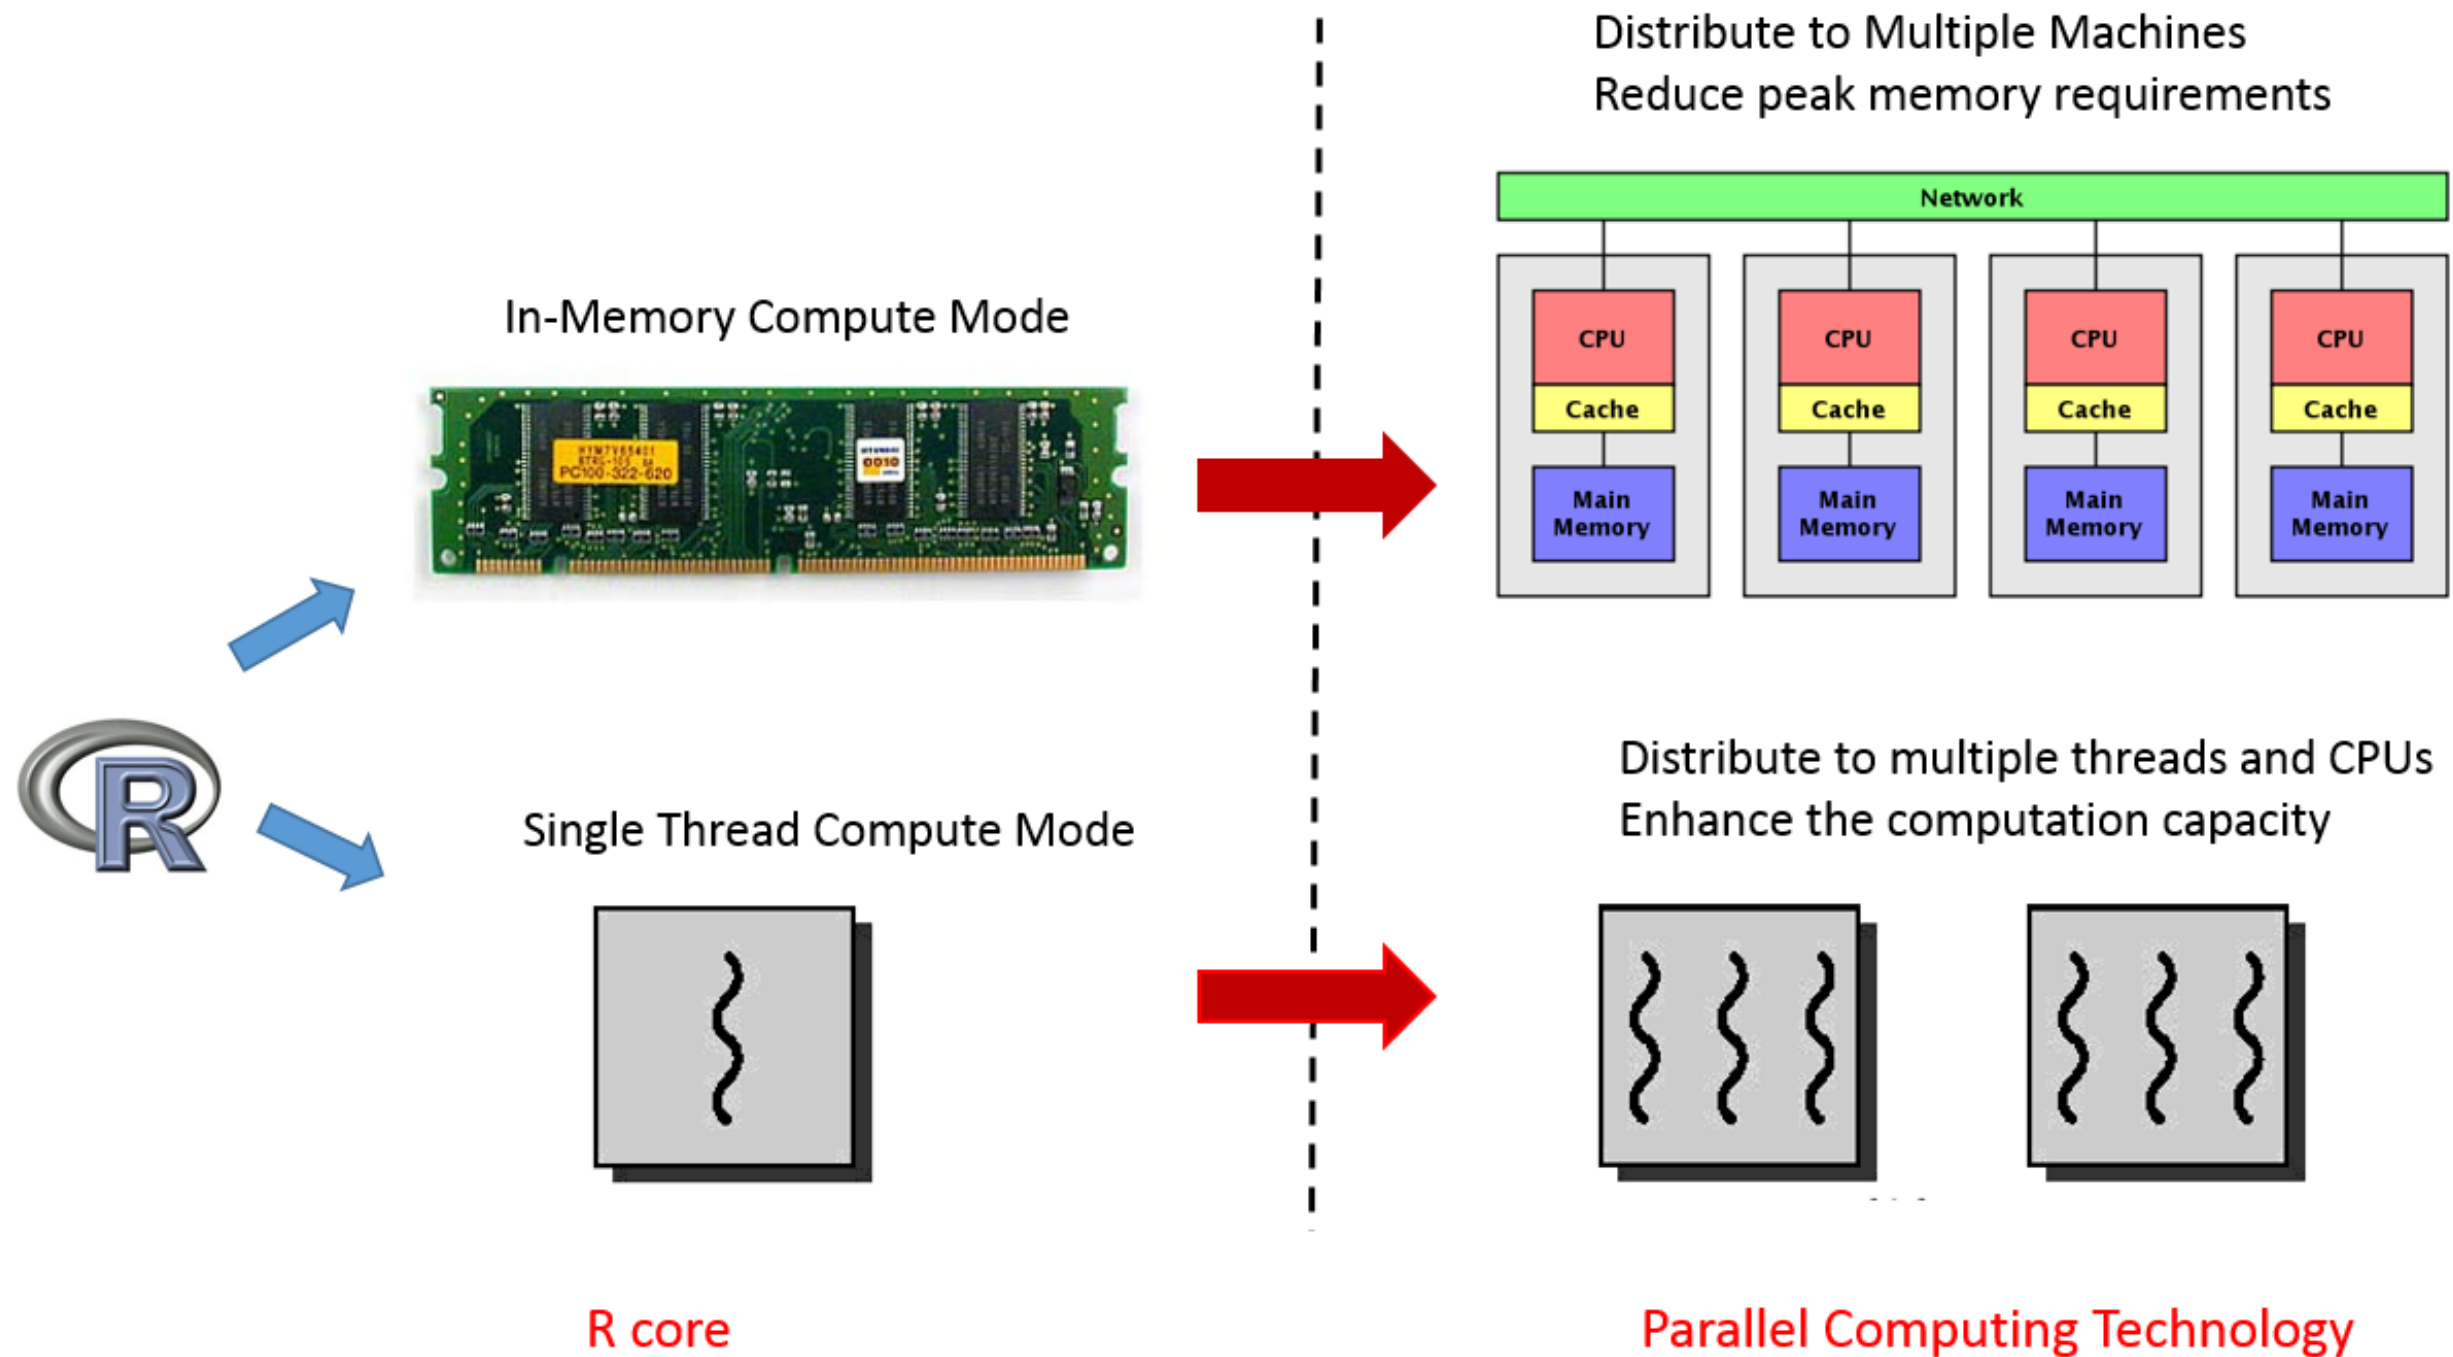 Distribute to Multiple Machines
Reduce peak memory requirements
Network
In-Memory Compute Mode
CPU
CPU
CPU
CPU
Cache
Cache
Cache
Cache
PC100-322-620
0010
Main
Memory
Main
Memory
Main
Memory
Main
Memory
R
Single Thread Compute Mode
Distribute to multiple threads and CPUs
Enhance the computation capacity
R core
Parallel Computing Technology